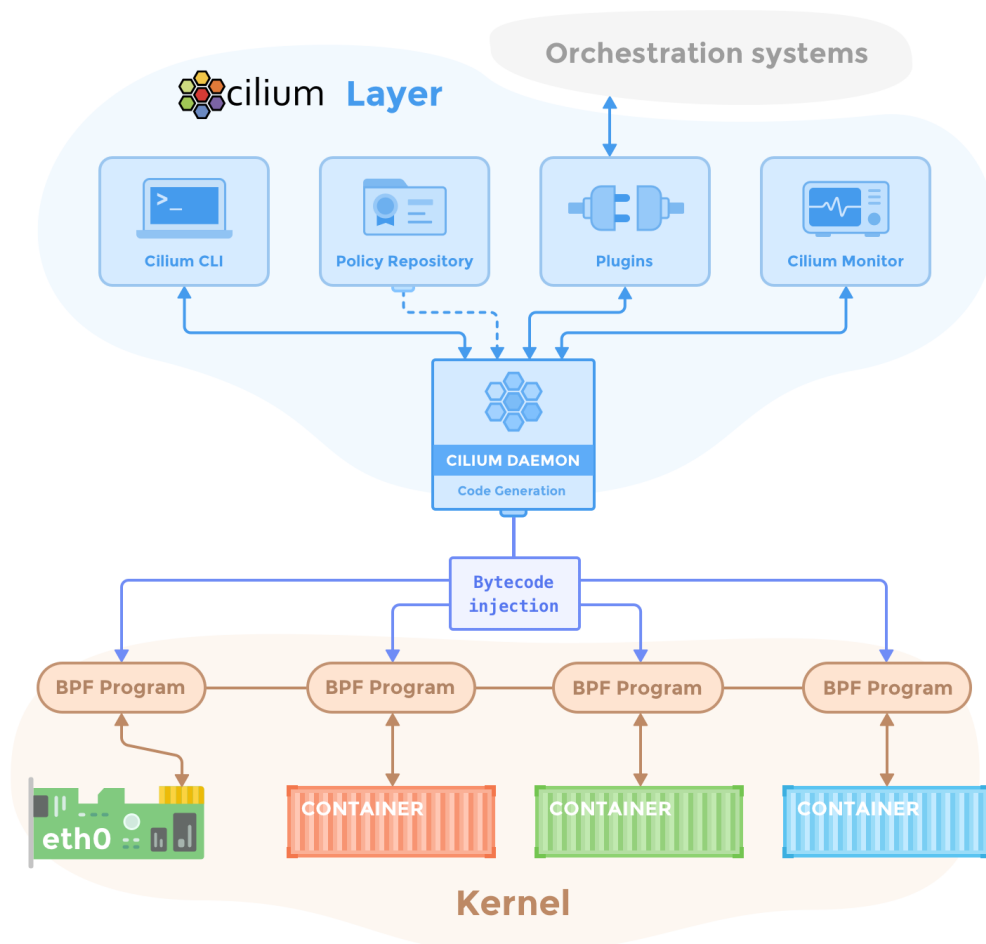 Orchestration systems
cilium Layer
>_
Cilium CLI
Policy Repository
Plugins
Cilium Monitor
CILIUM DAEMON
Code Generation
Bytecode
injection
BPF Program
BPF Program
BPF Program
BPF Program
eth0
CONTAINER
CONTAINER
CONTAINER
Kernel